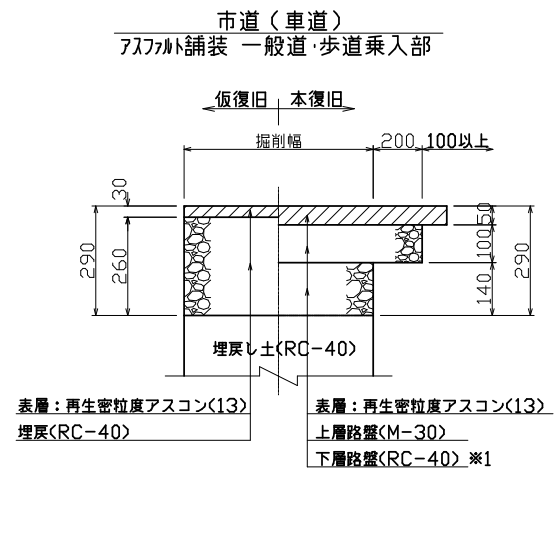 市道（車道）
アスファルト舗装 一般道・歩道乗入部
仮復旧 本復旧
掘削幅 200 100以上
30 50
290 260 100 290
140
埋戻し土(RC-40)
表層：再生密粒度アスコン(13) 表層：再生密粒度アスコン(13)
埋戻(RC-40) 上層路盤(M-30)
下層路盤(RC-40) ※1